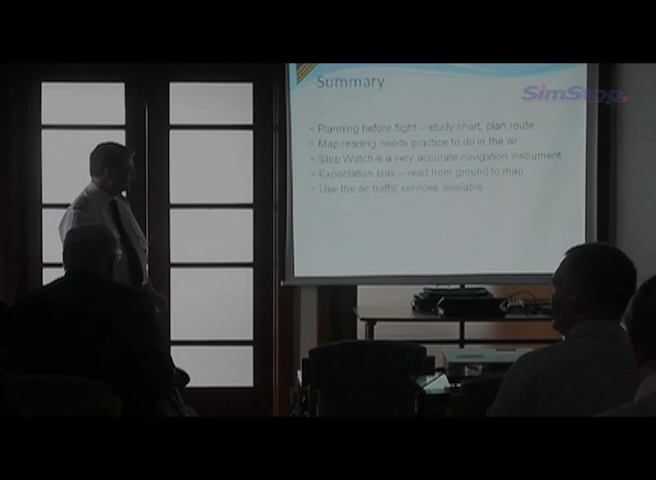 Summary
SimStop.
Planning before flight – study chart, plan route
Map reading needs practice to do in the air
Stop Watch is a very accurate navigation instrument
Expectation bias – read from ground to map
Use the air traffic services available